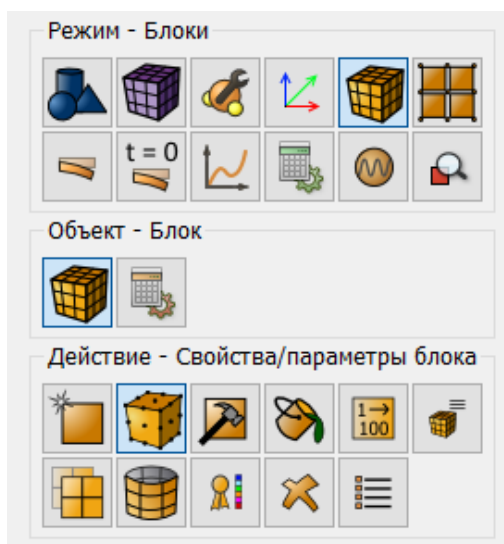 Режим - Блоки
t = 0
Объект - Блок
Действие - Свойства/параметры блока
1→
100